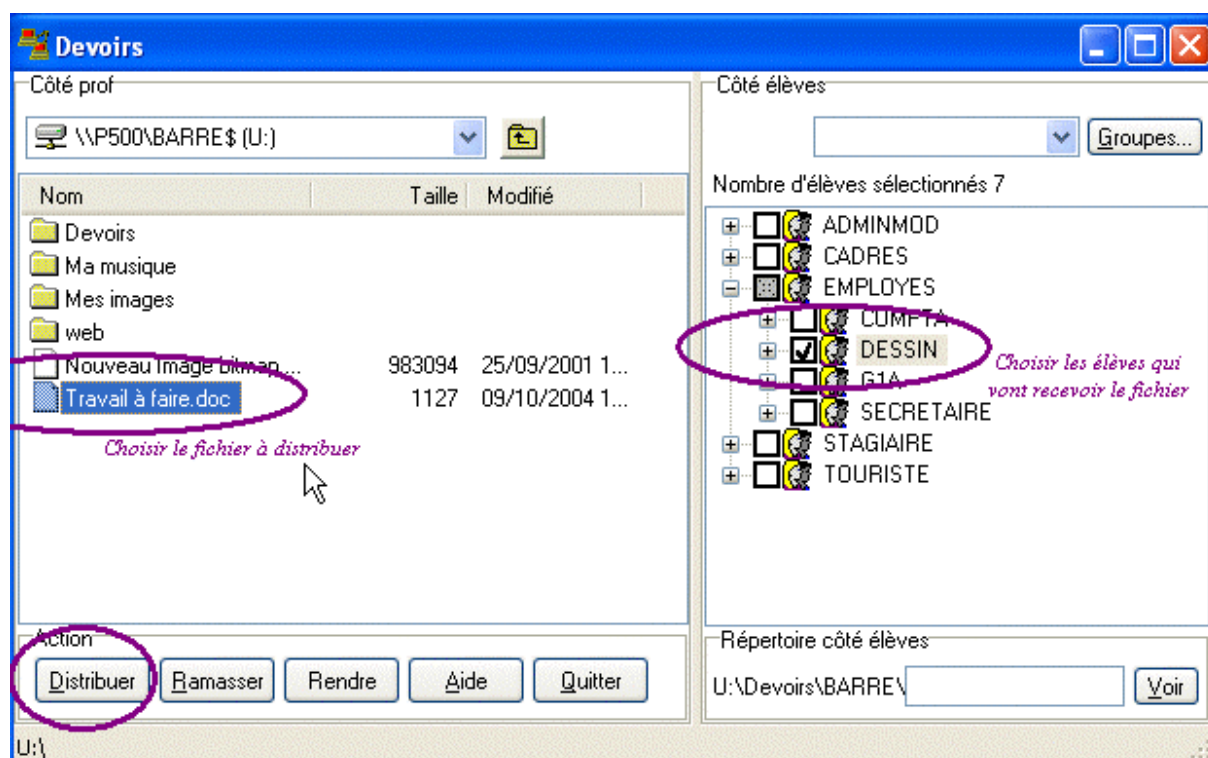 Devoirs
Côté prof
\\P500\BARRE$ (U:)
Nom Taille Modifié
Devoirs
Ma musique
Mes images
web
Nouveau Image bitmap.... 983094 25/09/2001 1...
Travail à faire.doc 1127 09/10/2004 1...
Choisir le fichier à distribuer
Action
Distribuer Ramasser Rendre Aide Quitter
U:\
Côté élèves
Groupes...
Nombre d'élèves sélectionnés 7
ADMINMOD
CADRES
EMPLOYES
COMPTA
DESSIN
G1A
SECRETAIRE
STAGIAIRE
TOURISTE
Choisir les élèves qui
vont recevoir le fichier
Répertoire côté élèves
U:\Devoirs\BARRE\ Voir